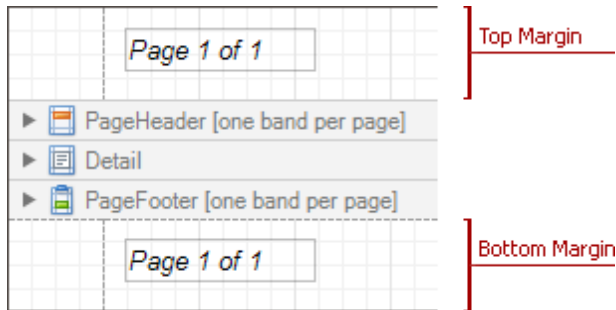 Page 1 of 1
Top Margin
PageHeader [one band per page]
Detail
PageFooter [one band per page]
Page 1 of 1
Bottom Margin